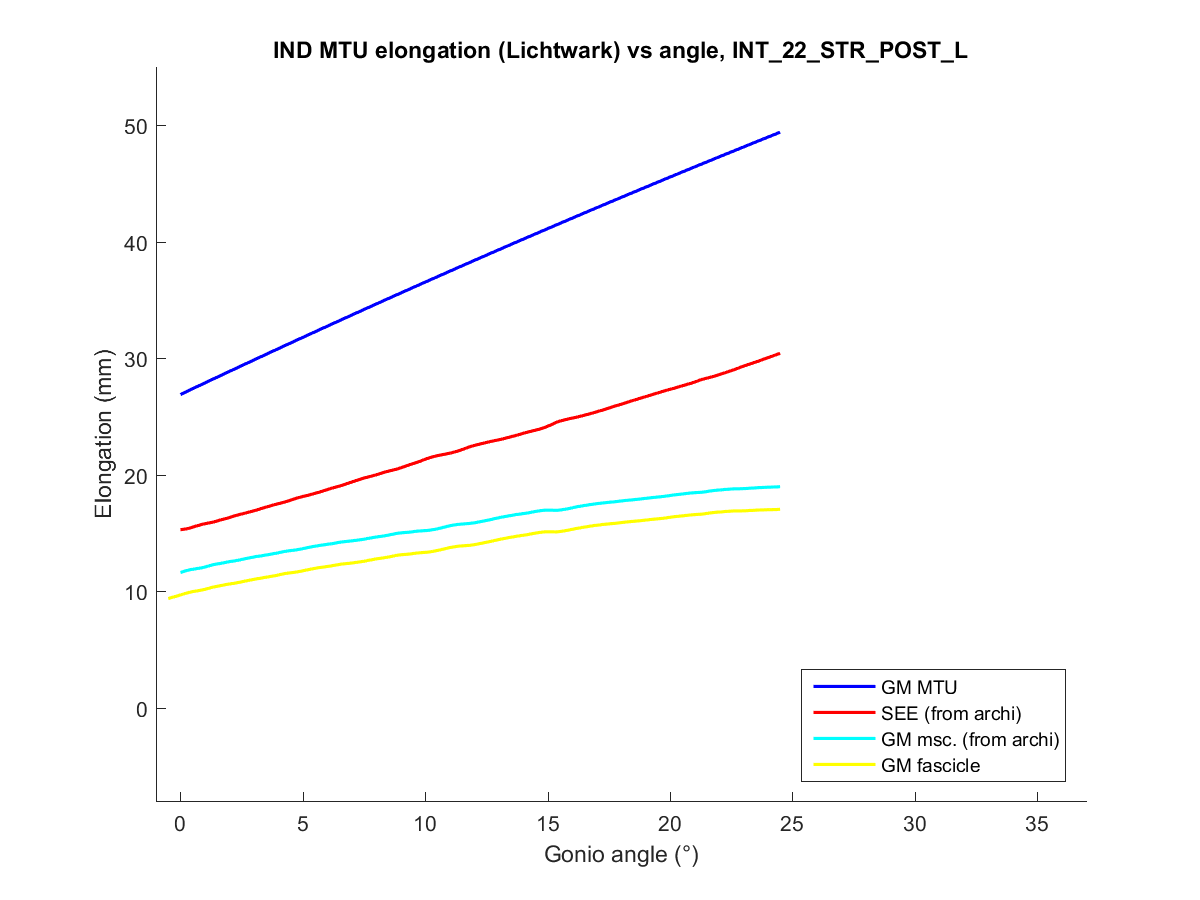 IND MTU elongation (Lichtwark) vs angle, INT_22_STR_POST_L
50
40
30
20
10
0
Elongation (mm)
0 5 10 15 20 25 30 35
Gonio angle (°)
GM MTU
SEE (from archi)
GM msc. (from archi)
GM fascicle